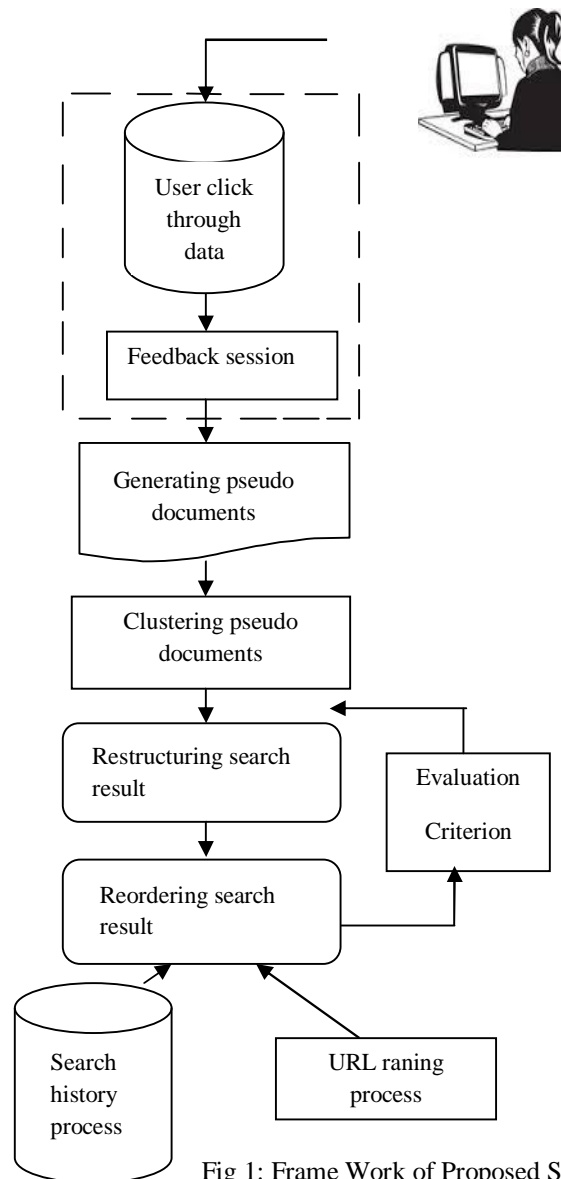 User click
through
data
Feedback session
Generating pseudo
documents
Clustering pseudo
documents
Restructuring search
result
Evaluation
Criterion
Reordering search
result
Search
history
process
URL raning
process
Fig 1: Frame Work of Proposed S